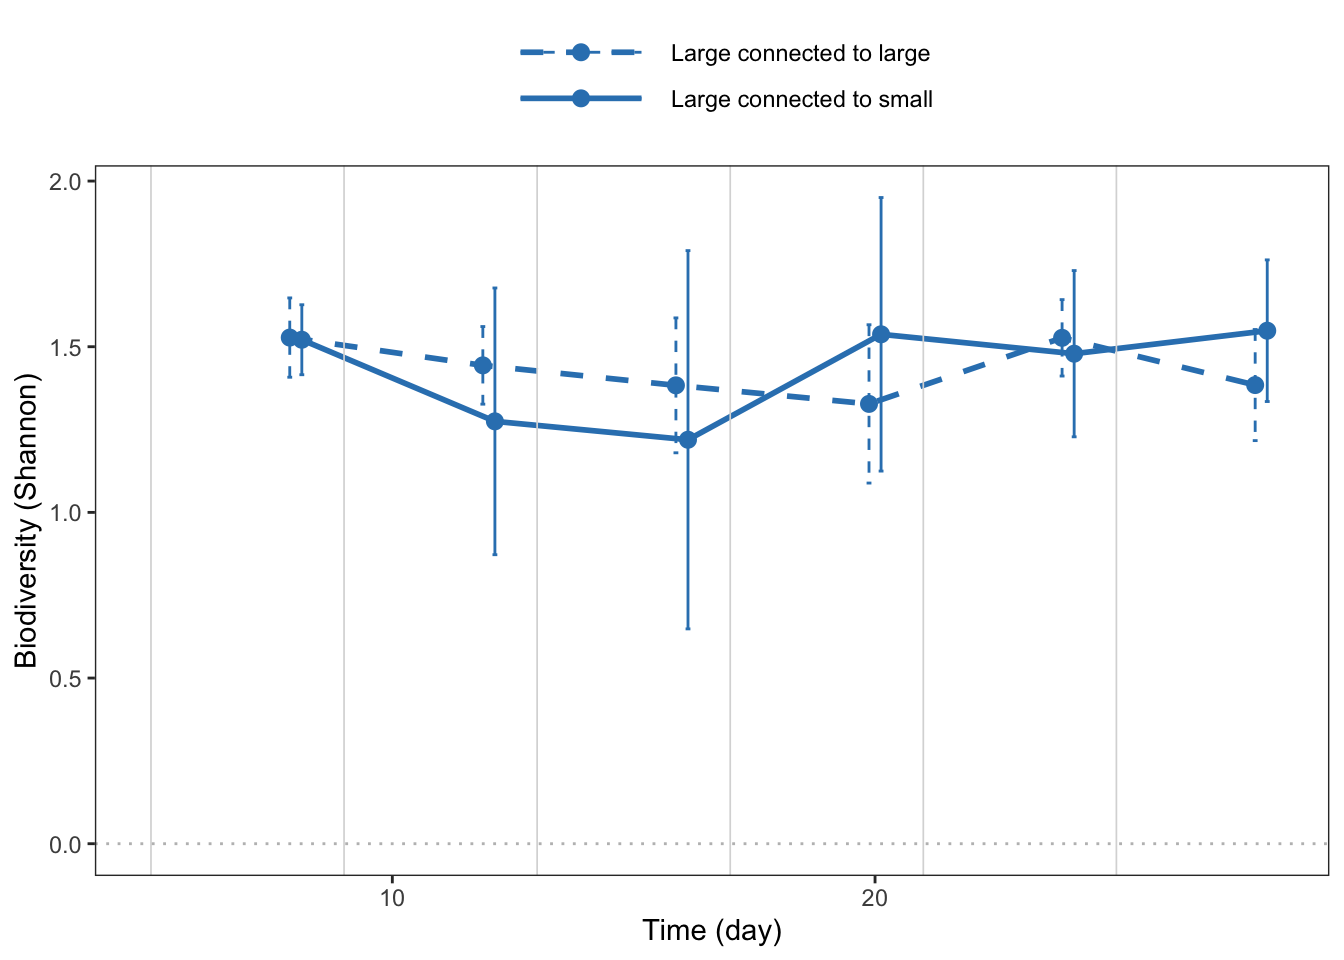 Large connected to large
Large connected to small
Biodiversity (Shannon)
2.0
1.5
1.0
0.5
0.0
10
20
Time (day)